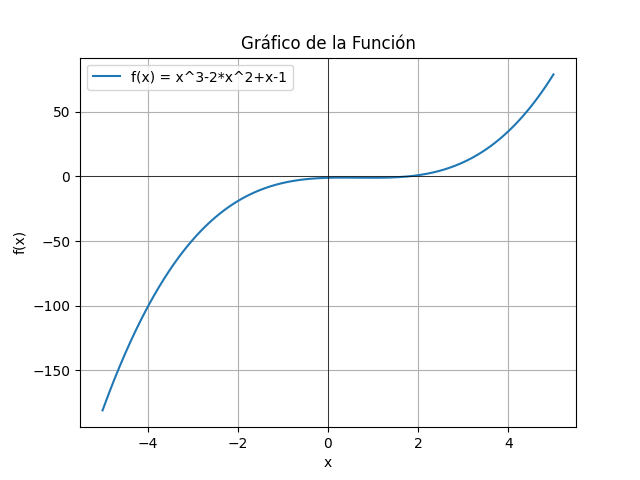 Gráfico de la Función
f(x) = x^3-2*x^2+x-1
f(x)
50
0
−50
−100
−150
−4
−2
0
2
4
x